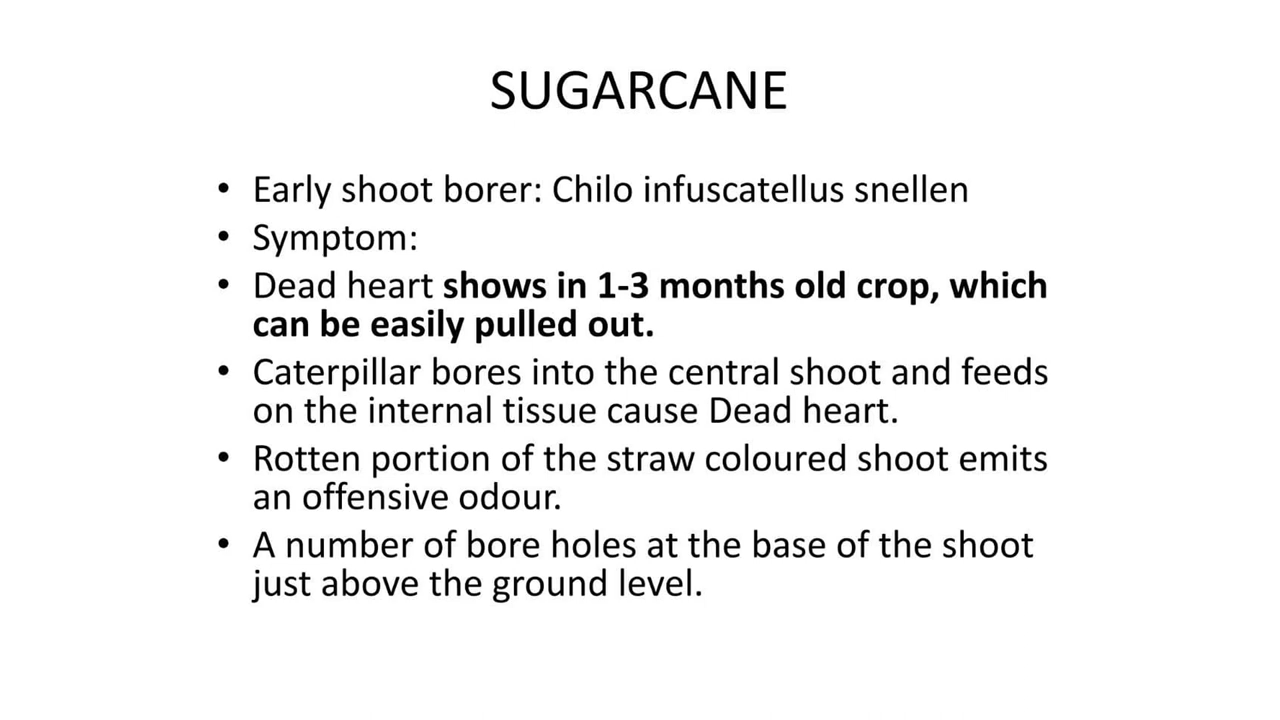 SUGARCANE
• Early shoot borer: Chilo infuscatellus snellen
• Symptom:
• Dead heart shows in 1-3 months old crop, which
can be easily pulled out.
• Caterpillar bores into the central shoot and feeds
on the internal tissue cause Dead heart.
• Rotten portion of the straw coloured shoot emits
an offensive odour.
• A number of bore holes at the base of the shoot
just above the ground level.